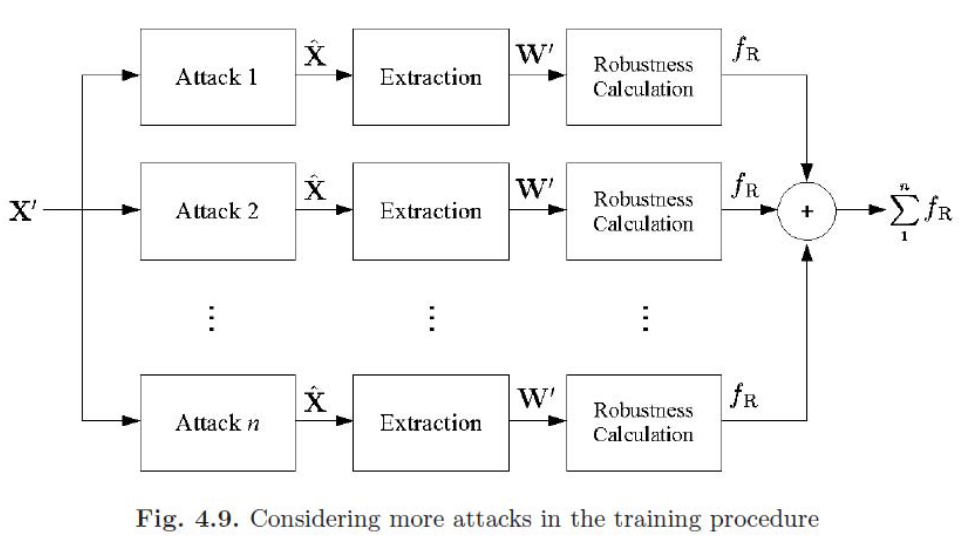 Attack 1
X̂
Extraction
W′
Robustness
Calculation
f_R
X′
Attack 2
X̂
Extraction
W′
Robustness
Calculation
f_R
+
n
∑ f_R
1
⋮ ⋮ ⋮
Attack n
X̂
Extraction
W′
Robustness
Calculation
f_R
Fig. 4.9. Considering more attacks in the training procedure